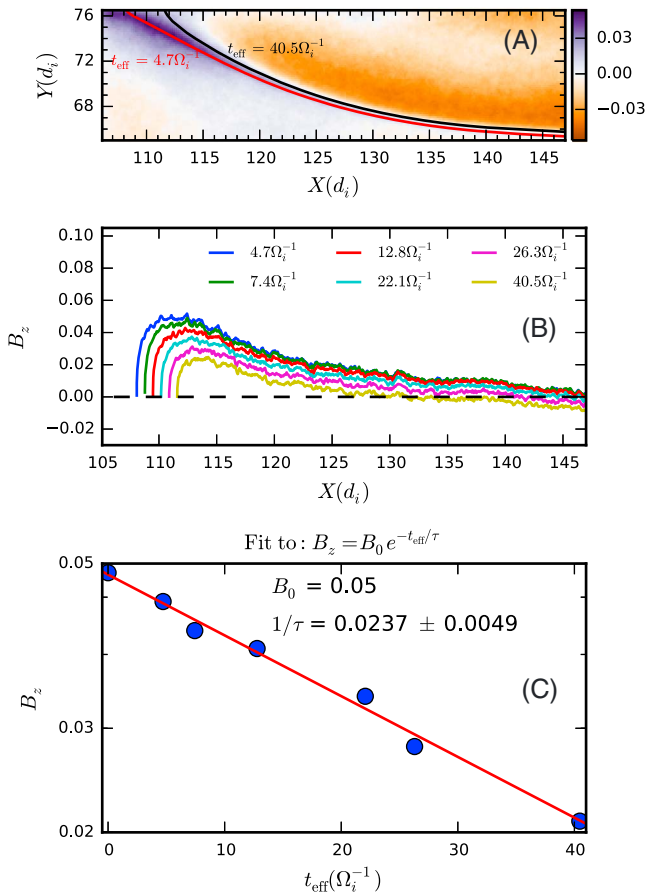 76
72
68
Y(d_i)
t_eff = 4.7Ω_i^{-1}
t_eff = 40.5Ω_i^{-1}
(A)
0.03
0.00
−0.03
110 115 120 125 130 135 140 145
X(d_i)
0.10
0.08
0.06
0.04
0.02
0.00
−0.02
B_z
4.7Ω_i^{-1} 12.8Ω_i^{-1} 26.3Ω_i^{-1}
7.4Ω_i^{-1} 22.1Ω_i^{-1} 40.5Ω_i^{-1}
(B)
105 110 115 120 125 130 135 140 145
X(d_i)
Fit to : B_z = B_0 e^{−t_eff/τ}
0.05
0.03
0.02
B_z
B_0 = 0.05
1/τ = 0.0237 ± 0.0049
(C)
0 10 20 30 40
t_eff(Ω_i^{-1})